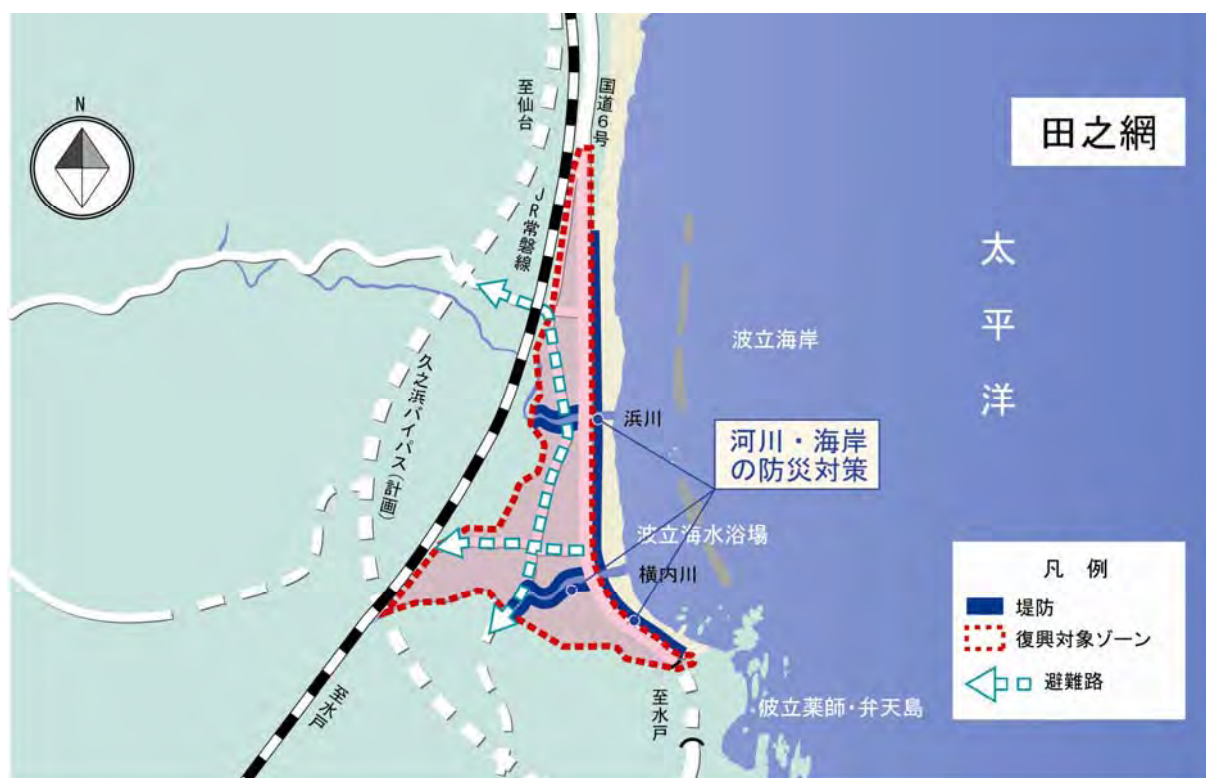 N
至仙台
国道6号
田之網
JR常磐線
太平洋
波立海岸
久之浜バイパス(計画)
浜川
河川・海岸
の防災対策
波立海水浴場
横内川
凡 例
堤防
復興対象ゾーン
避難路
至水戸
至水戸
波立薬師・弁天島